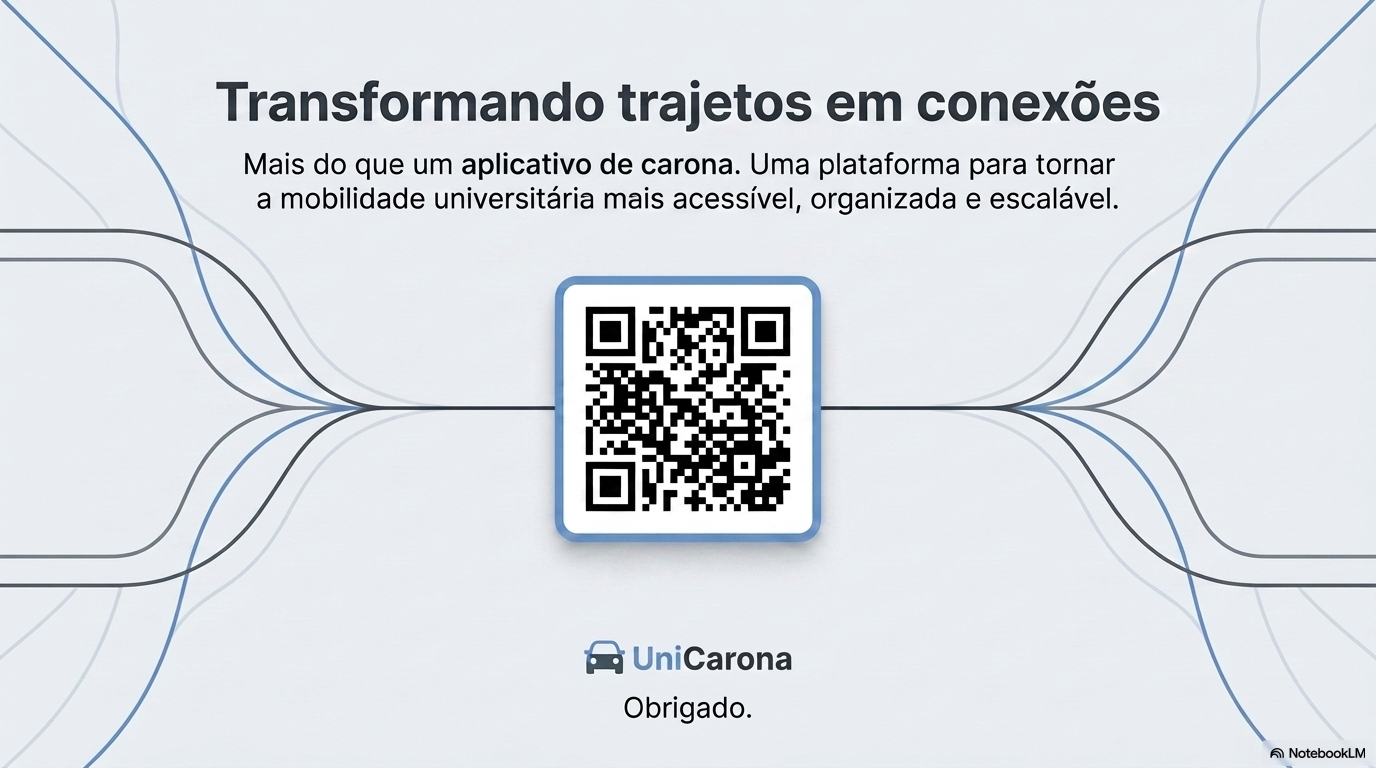 Transformando trajetos em conexões
Mais do que um aplicativo de carona. Uma plataforma para tornar
a mobilidade universitária mais acessível, organizada e escalável.
UniCarona
Obrigado.
NotebookLM